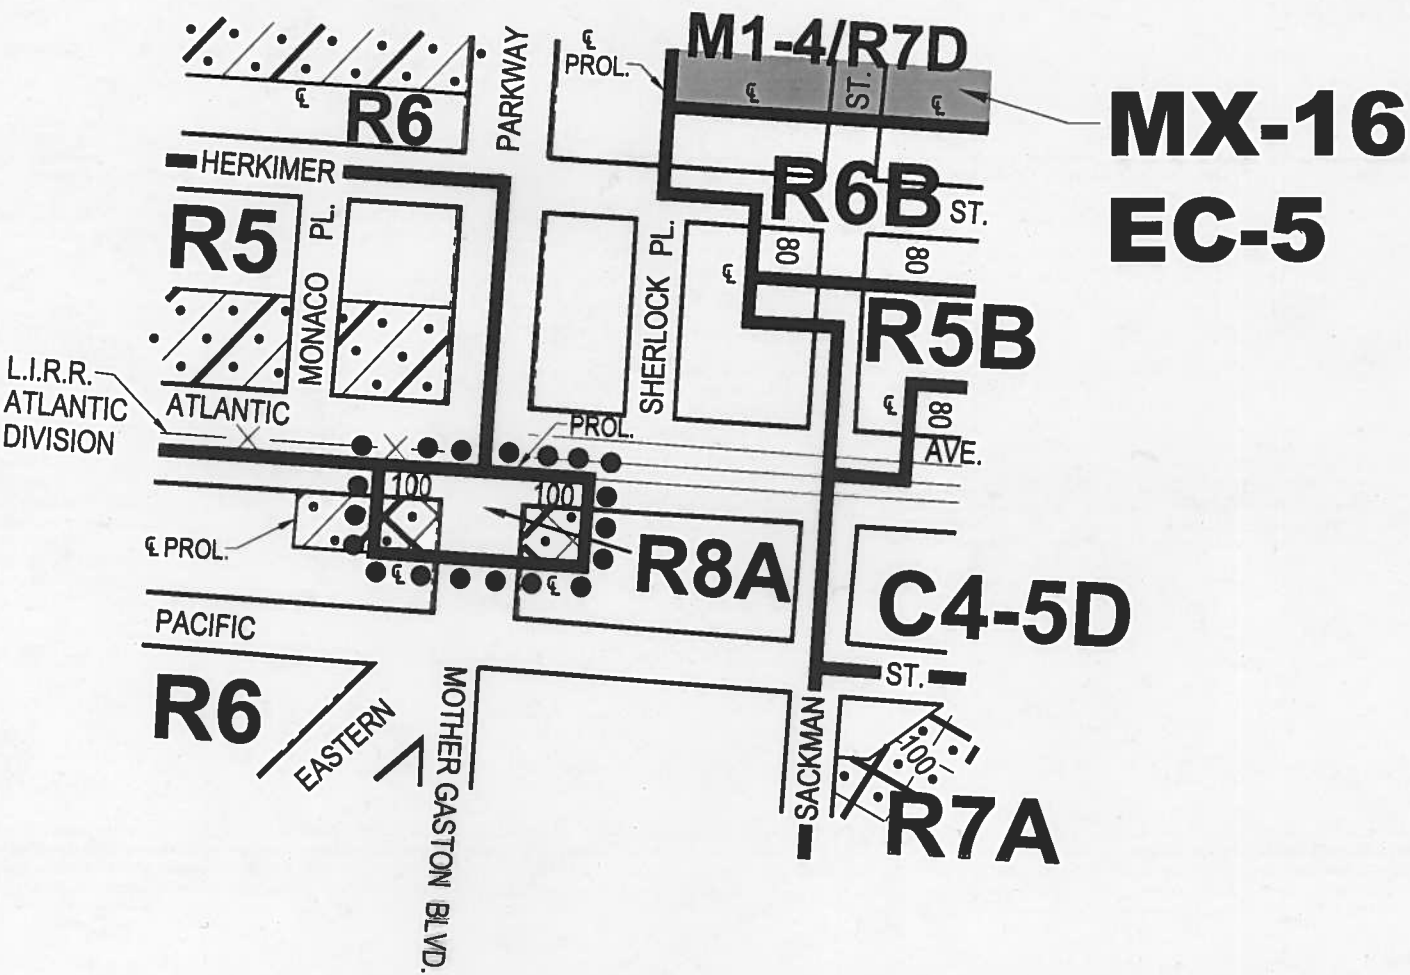 M1-4/R7D
MX-16
EC-5
℄
PROL.
℄
ST.
℄
℄
R6
PARKWAY
HERKIMER
R6B
ST.
R5
MONACO PL.
SHERLOCK PL.
80
80
℄
R5B
L.I.R.R.
ATLANTIC
DIVISION
ATLANTIC
℄
80
PROL.
AVE.
100
100
℄ PROL.
R8A
℄
℄
C4-5D
PACIFIC
ST.
R6
EASTERN
MOTHER GASTON BLVD.
SACKMAN
100
R7A